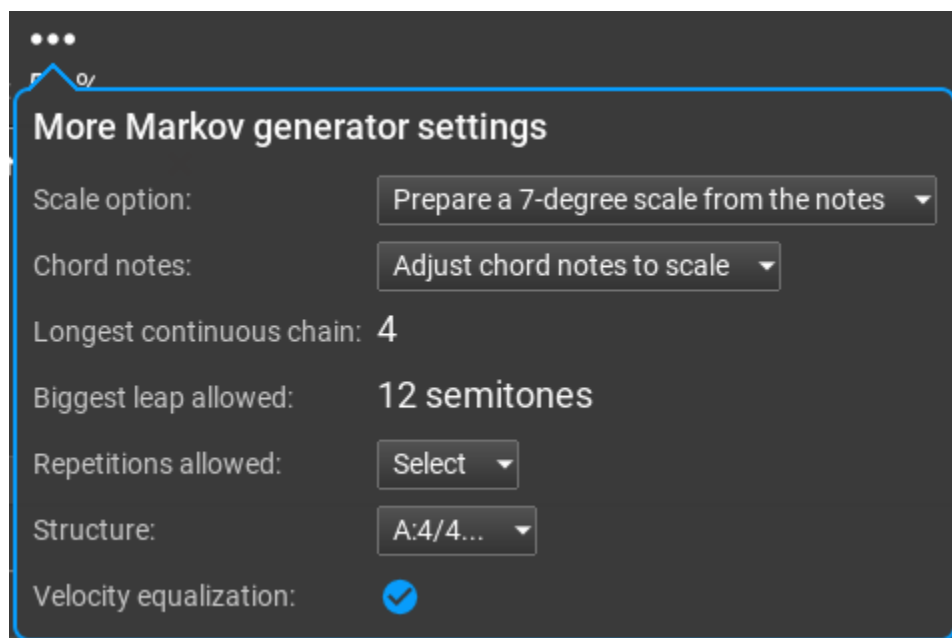 More Markov generator settings
Scale option: Prepare a 7-degree scale from the notes
Chord notes: Adjust chord notes to scale
Longest continuous chain: 4
Biggest leap allowed: 12 semitones
Repetitions allowed: Select
Structure: A:4/4...
Velocity equalization: